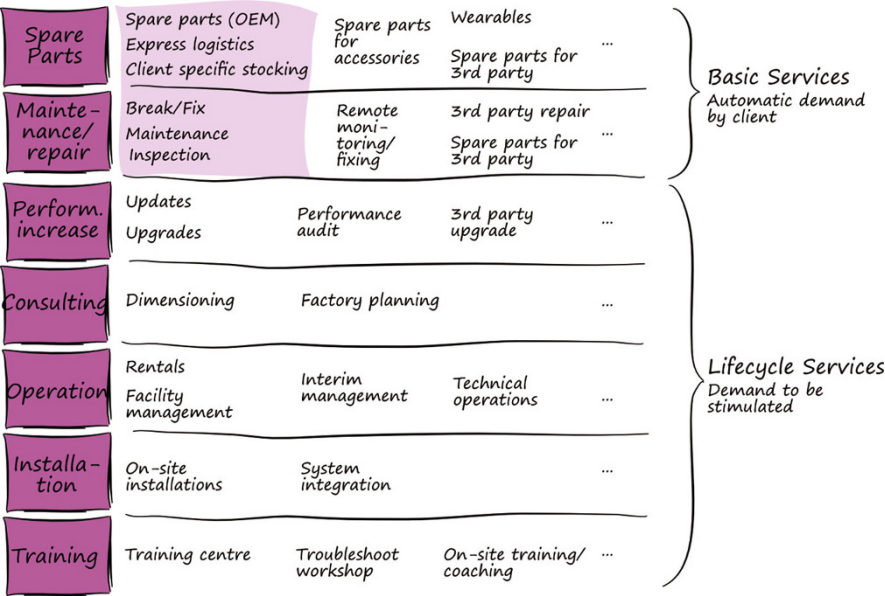 Spare
Parts
Spare parts (OEM)
Express logistics
Client specific stocking
Spare parts
for
accessories
Wearables
Spare parts for
3rd party
...
Mainte-
nance/
repair
Break/Fix
Maintenance
Inspection
Remote
moni-
toring/
fixing
3rd party repair
Spare parts for
3rd party
...
Basic Services
Automatic demand
by client
Perform.
increase
Updates
Upgrades
Performance
audit
3rd party
upgrade
...
Consulting
Dimensioning
Factory planning
...
Operation
Rentals
Facility
management
Interim
management
Technical
operations
...
Installa-
tion
On-site
installations
System
integration
...
Training
Training centre
Troubleshoot
workshop
On-site training/
coaching
...
Lifecycle Services
Demand to be
stimulated